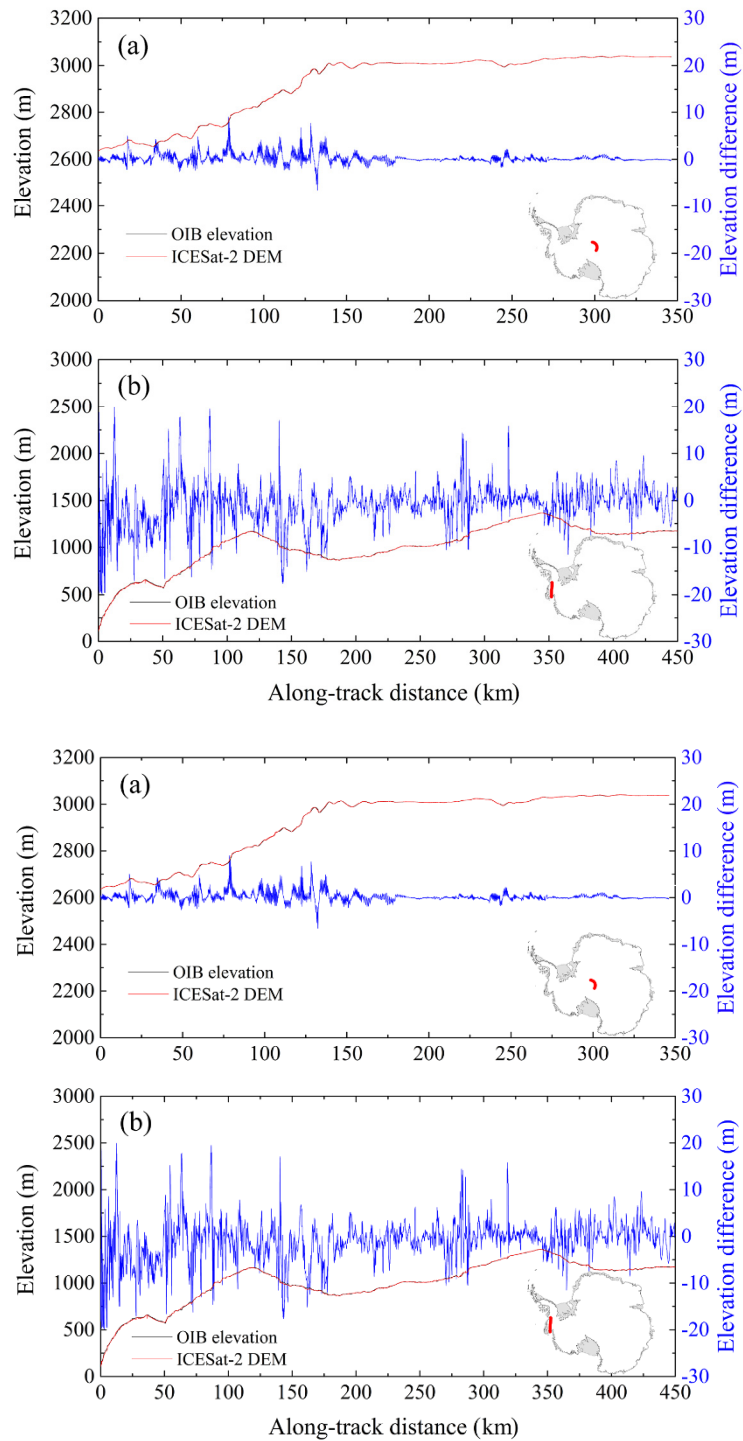 (a)
Elevation (m)
3200
3000
2800
2600
2400
2200
2000
30
20
10
0
-10
-20
-30
Elevation difference (m)
OIB elevation
ICESat-2 DEM
0 50 100 150 200 250 300 350
(b)
Elevation (m)
3000
2500
2000
1500
1000
500
0
30
20
10
0
-10
-20
-30
Elevation difference (m)
OIB elevation
ICESat-2 DEM
0 50 100 150 200 250 300 350 400 450
Along-track distance (km)
(a)
Elevation (m)
3200
3000
2800
2600
2400
2200
2000
30
20
10
0
-10
-20
-30
Elevation difference (m)
OIB elevation
ICESat-2 DEM
0 50 100 150 200 250 300 350
(b)
Elevation (m)
3000
2500
2000
1500
1000
500
0
30
20
10
0
-10
-20
-30
Elevation difference (m)
OIB elevation
ICESat-2 DEM
0 50 100 150 200 250 300 350 400 450
Along-track distance (km)